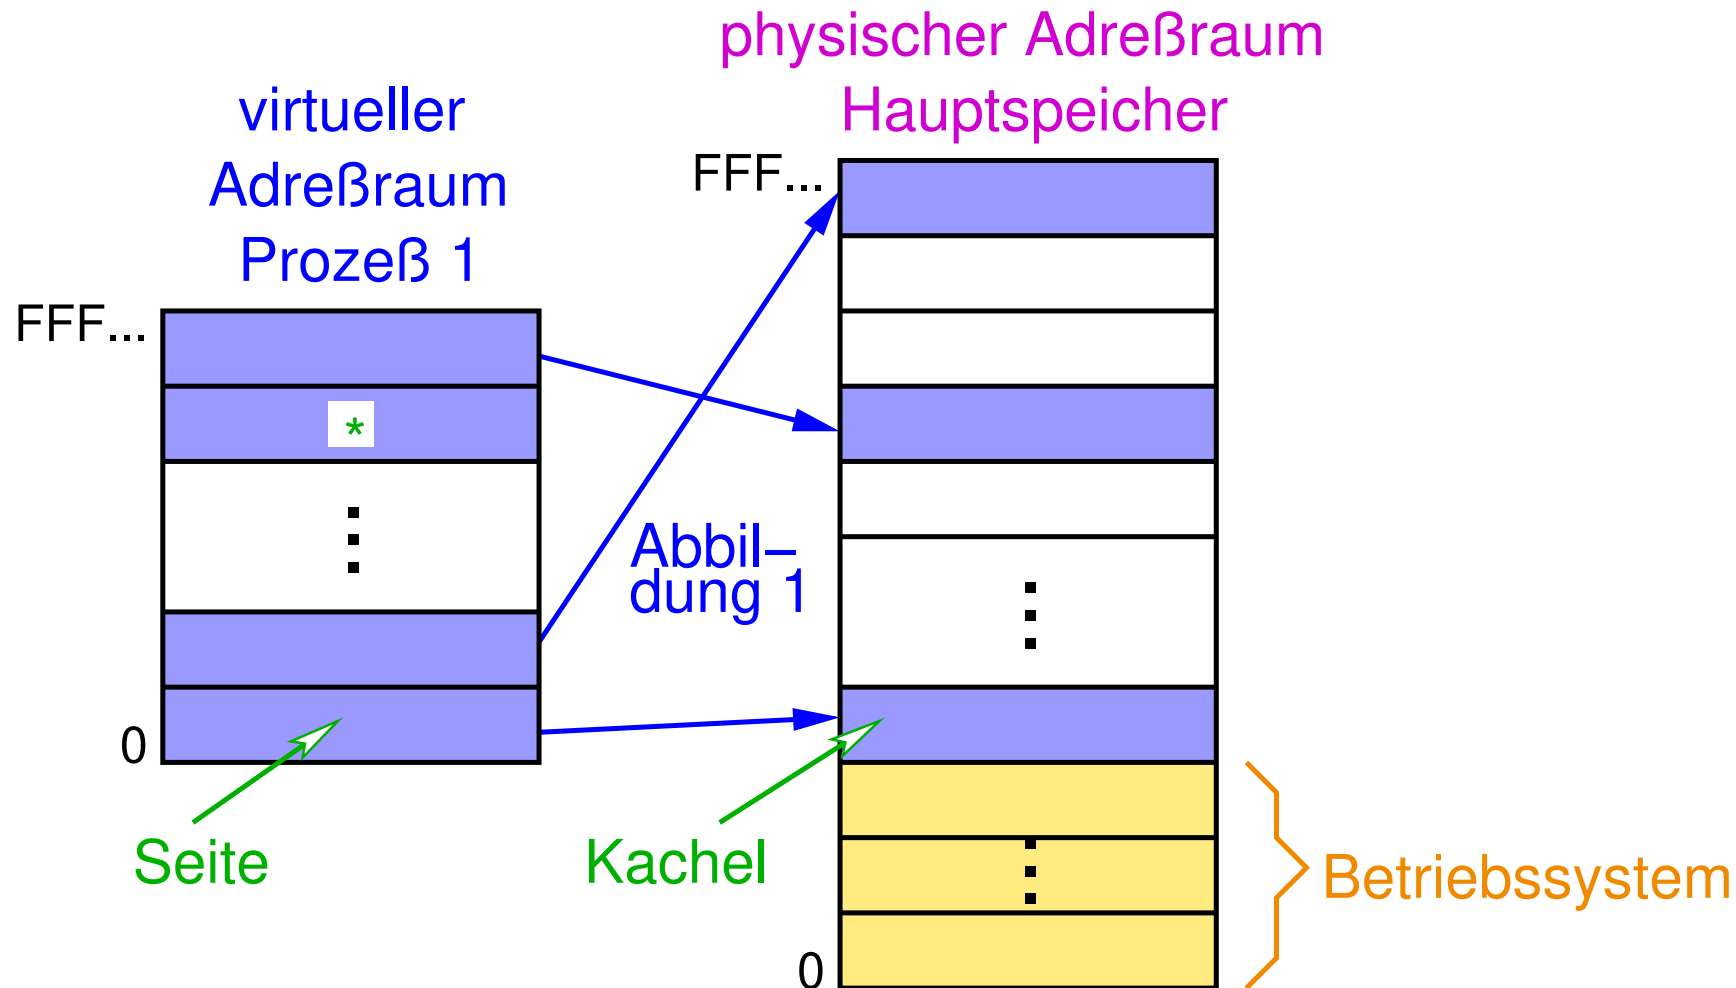 physischer Adreßraum
Hauptspeicher
virtueller
Adreßraum
Prozeß 1
FFF...
FFF...
*
Abbil–
dung 1
0
Seite
Kachel
Betriebssystem
0